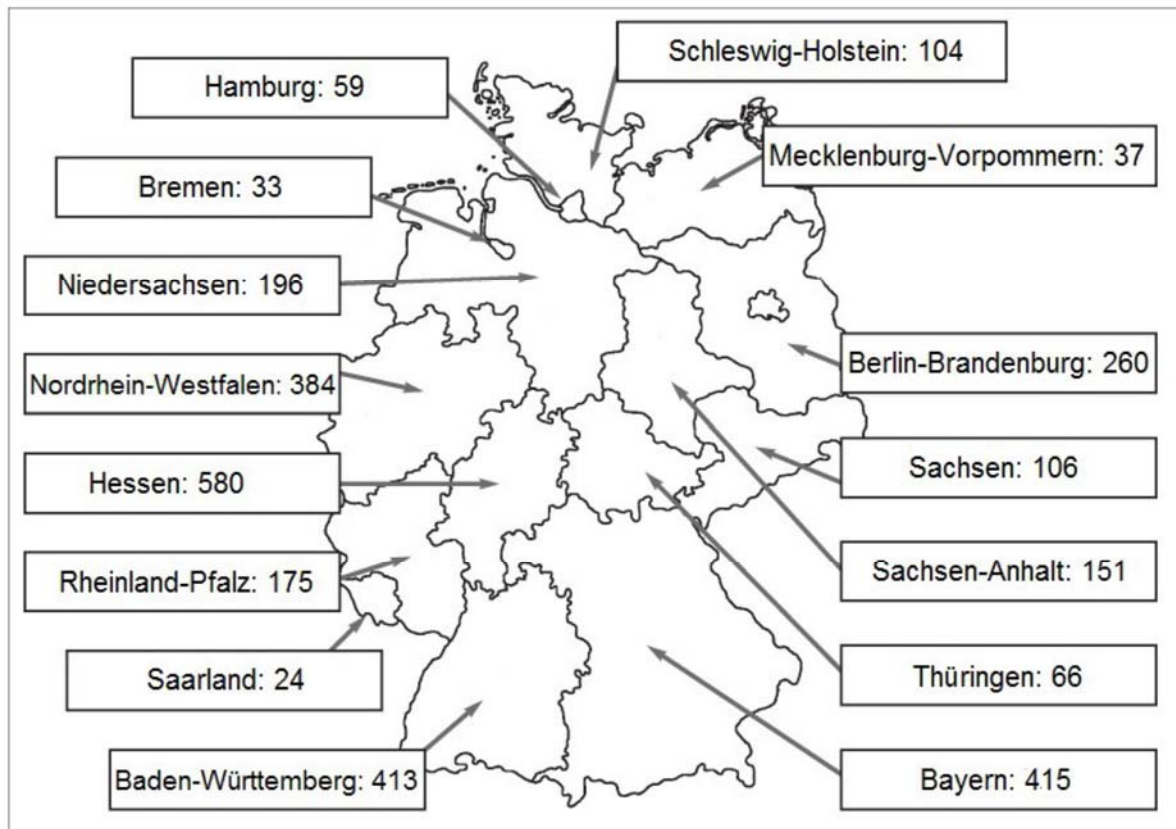 Schleswig-Holstein: 104
Hamburg: 59
Mecklenburg-Vorpommern: 37
Bremen: 33
Niedersachsen: 196
Berlin-Brandenburg: 260
Nordrhein-Westfalen: 384
Sachsen: 106
Hessen: 580
Sachsen-Anhalt: 151
Rheinland-Pfalz: 175
Thüringen: 66
Saarland: 24
Baden-Württemberg: 413
Bayern: 415